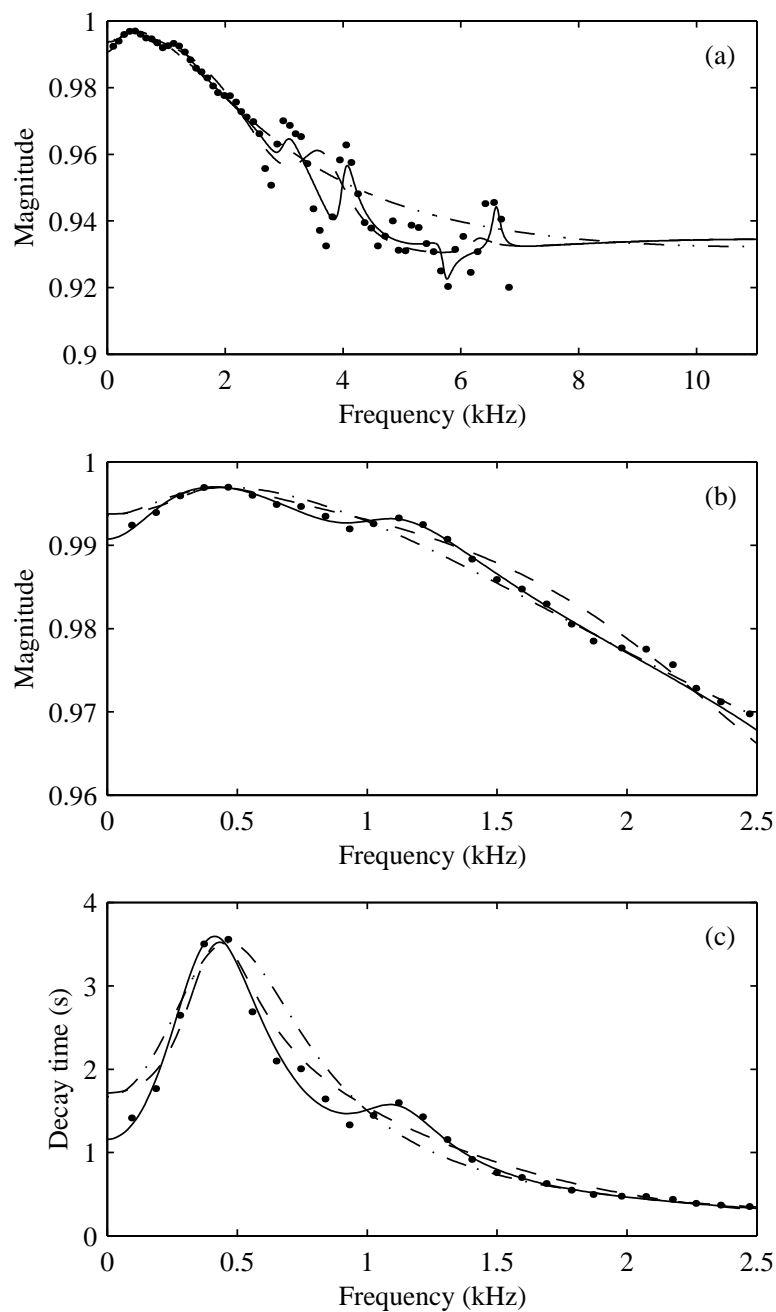 1
(a)
0.98
0.96
Magnitude
0.94
0.92
0.9
0 2 4 6 8 10
Frequency (kHz)
1
(b)
0.99
0.98
Magnitude
0.97
0.96
0 0.5 1 1.5 2 2.5
Frequency (kHz)
4
(c)
3
2
Decay time (s)
1
0
0 0.5 1 1.5 2 2.5
Frequency (kHz)